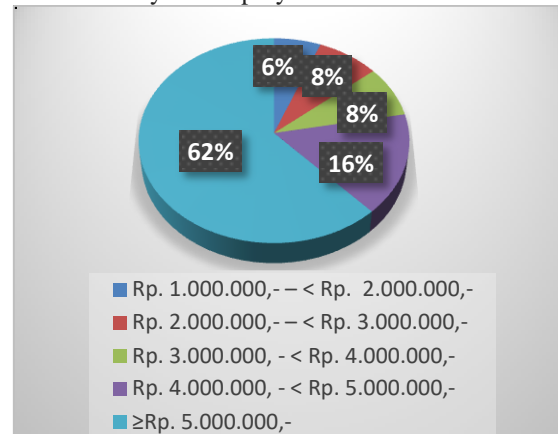 6%
8%
8%
16%
62%
Rp. 1.000.000,- – < Rp. 2.000.000,-
Rp. 2.000.000,- – < Rp. 3.000.000,-
Rp. 3.000.000, - < Rp. 4.000.000,-
Rp. 4.000.000, - < Rp. 5.000.000,-
≥Rp. 5.000.000,-